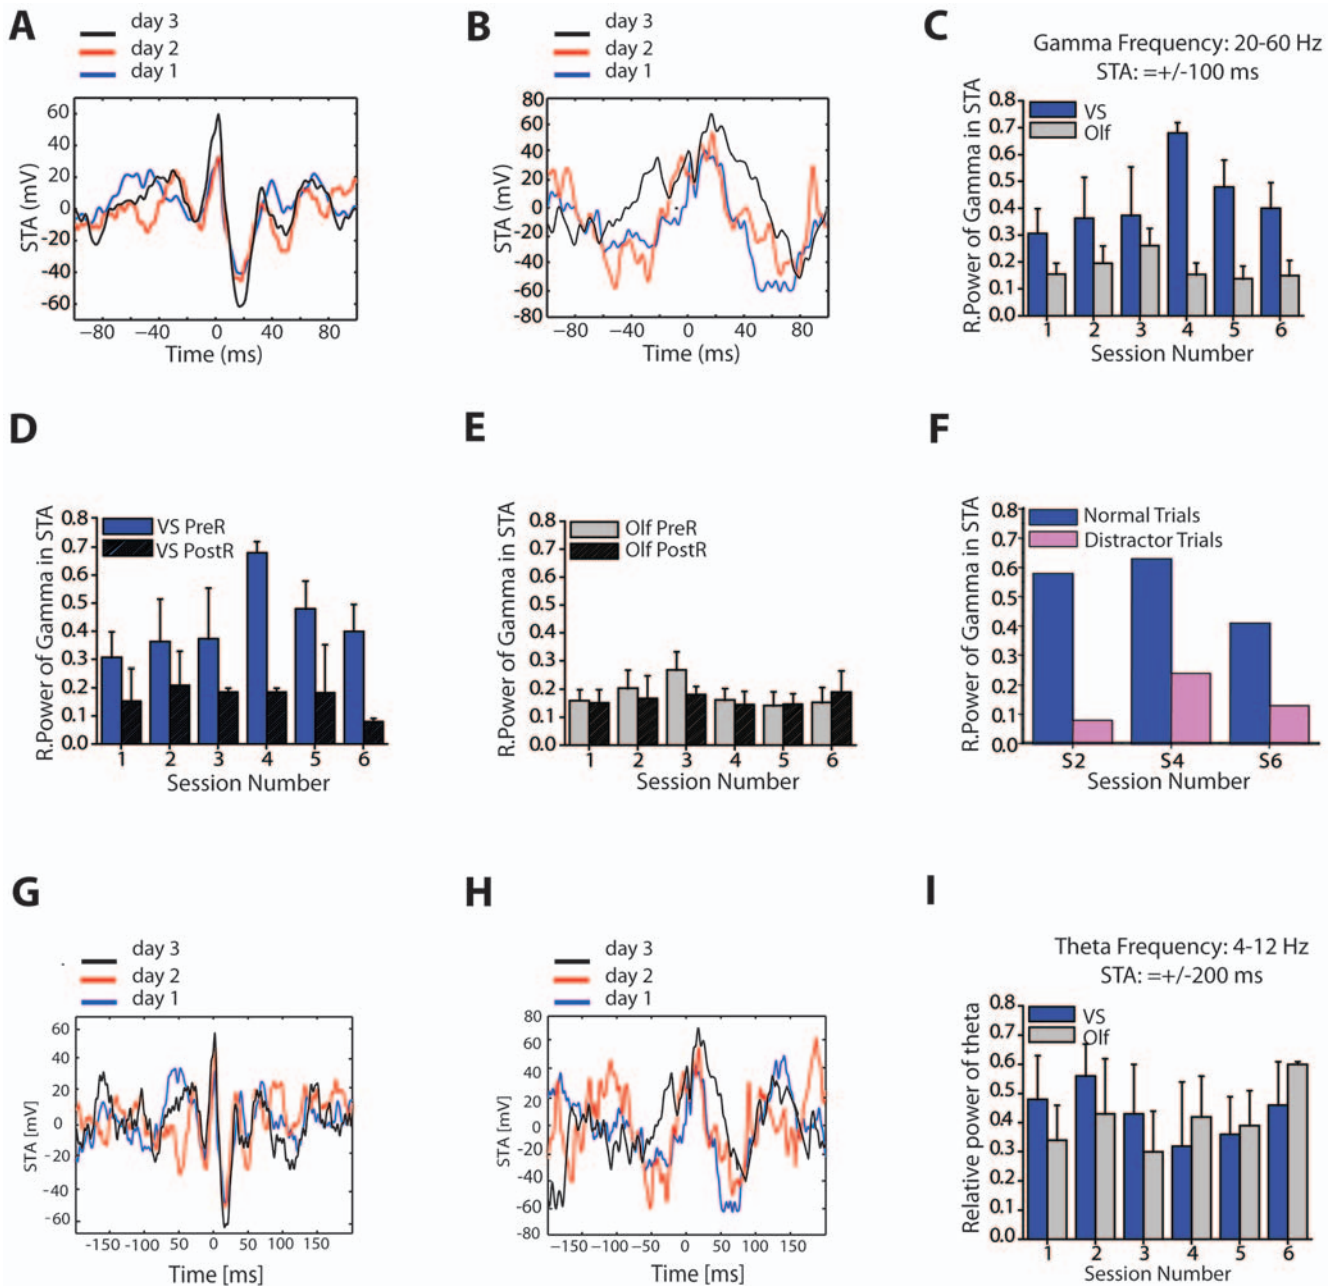 A
day 3
day 2
day 1
60
40
20
0
-20
-40
-60
STA (mV)
−80
−40
0
40
80
Time (ms)
B
day 3
day 2
day 1
80
60
40
20
0
-20
-40
-60
-80
STA (mV)
−80
−40
0
40
80
Time (ms)
C
Gamma Frequency: 20-60 Hz
STA: =+/-100 ms
VS
Olf
0.8
0.7
0.6
0.5
0.4
0.3
0.2
0.1
0.0
R.Power of Gamma in STA
1 2 3 4 5 6
Session Number
D
VS PreR
VS PostR
0.8
0.7
0.6
0.5
0.4
0.3
0.2
0.1
0.0
R.Power of Gamma in STA
1 2 3 4 5 6
Session Number
E
Olf PreR
Olf PostR
0.8
0.7
0.6
0.5
0.4
0.3
0.2
0.1
0.0
R.Power of Gamma in STA
1 2 3 4 5 6
Session Number
F
Normal Trials
Distractor Trials
0.8
0.7
0.6
0.5
0.4
0.3
0.2
0.1
0.0
R.Power of Gamma in STA
S2 S4 S6
Session Number
G
day 3
day 2
day 1
60
40
20
0
-20
-40
-60
STA [mV]
-150 -100 50 0 50 100 150
Time [ms]
H
day 3
day 2
day 1
80
60
40
20
0
-20
-40
-60
80
STA [mV]
−150 −100 −50 0 50 100 150
Time [ms]
I
Theta Frequency: 4-12 Hz
STA: =+/-200 ms
VS
Olf
0.8
0.7
0.6
0.5
0.4
0.3
0.2
0.1
0.0
Relative power of theta
1 2 3 4 5 6
Session Number